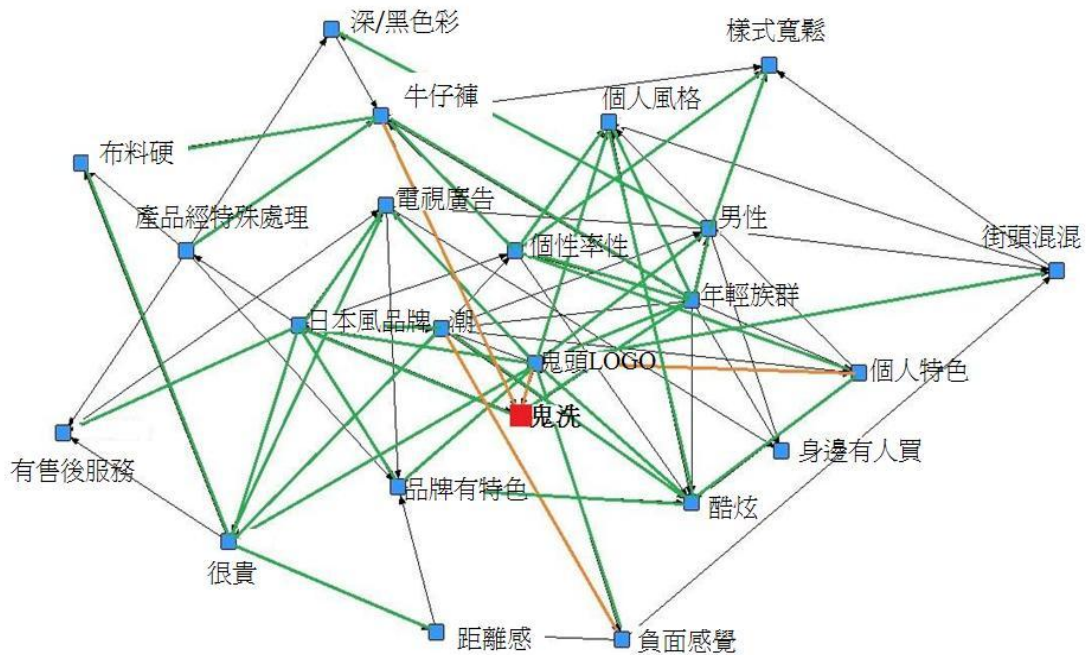 深/黑色彩
樣式寬鬆
牛仔褲
個人風格
布料硬
電視廣告
產品經特殊處理
個性率性
男性
街頭混混
年輕族群
日本風品牌
潮
鬼頭LOGO
個人特色
鬼洗
身邊有人買
有售後服務
品牌有特色
酷炫
很貴
距離感
負面感覺